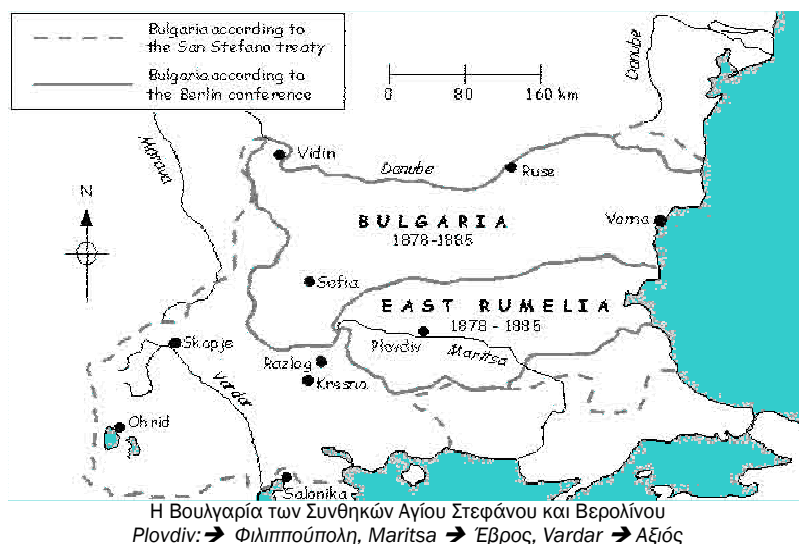 Bulgaria according to
the San Stefano treaty
Bulgaria according to
the Berlin conference
0 80 160 km
Danube
Morava
Vidin
Danube
Ruse
N
BULGARIA
1878-1885
Varna
Sofia
EAST RUMELIA
1878 - 1885
Plovdiv
Maritsa
Skopje
Razlog
Kresna
Vardar
Ohrid
Salonika
Η Βουλγαρία των Συνθηκών Αγίου Στεφάνου και Βερολίνου
Plovdiv:➔ Φιλιππούπολη, Maritsa ➔ Έβρος, Vardar ➔ Αξιός